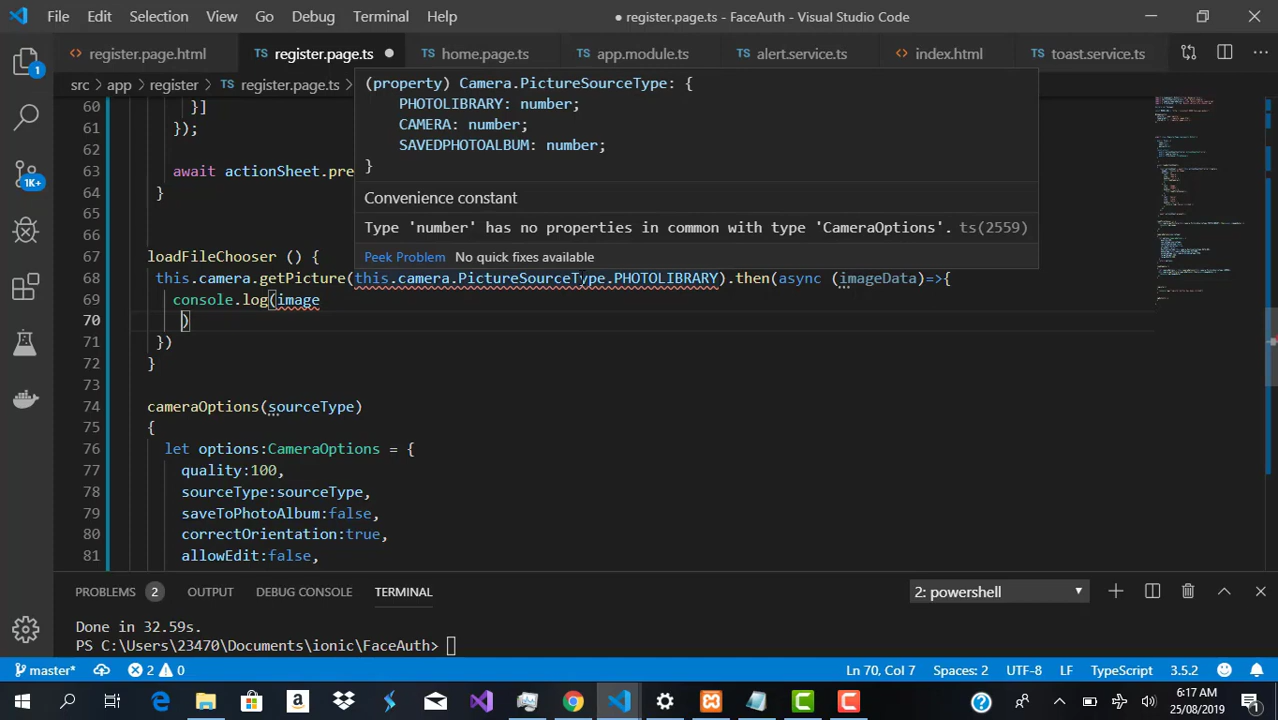 File Edit Selection View Go Debug Terminal Help ● register.page.ts - FaceAuth - Visual Studio Code
register.page.html TS register.page.ts ● TS home.page.ts TS app.module.ts TS alert.service.ts index.html TS toast.service.ts
src app register TS register.page.ts
(property) Camera.PictureSourceType: {
PHOTOLIBRARY: number;
CAMERA: number;
SAVEDPHOTOALBUM: number;
}
Convenience constant
Type 'number' has no properties in common with type 'CameraOptions'. ts(2559)
Peek Problem No quick fixes available
60 }]
61 });
62
63 await actionSheet.pre
64 }
65
66
67 loadFileChooser () {
68 this.camera.getPicture(this.camera.PictureSourceType.PHOTOLIBRARY).then(async (imageData)=>{
69 console.log(image
70 )
71 })
72 }
73
74 cameraOptions(sourceType)
75 {
76 let options:CameraOptions = {
77 quality:100,
78 sourceType:sourceType,
79 saveToPhotoAlbum:false,
80 correctOrientation:true,
81 allowEdit:false,
PROBLEMS 2 OUTPUT DEBUG CONSOLE TERMINAL 2: powershell
Done in 32.59s.
PS C:\Users\23470\Documents\ionic\FaceAuth>
master* 2 0 Ln 70, Col 7 Spaces: 2 UTF-8 LF TypeScript 3.5.2
1
1K+
6:17 AM
25/08/2019